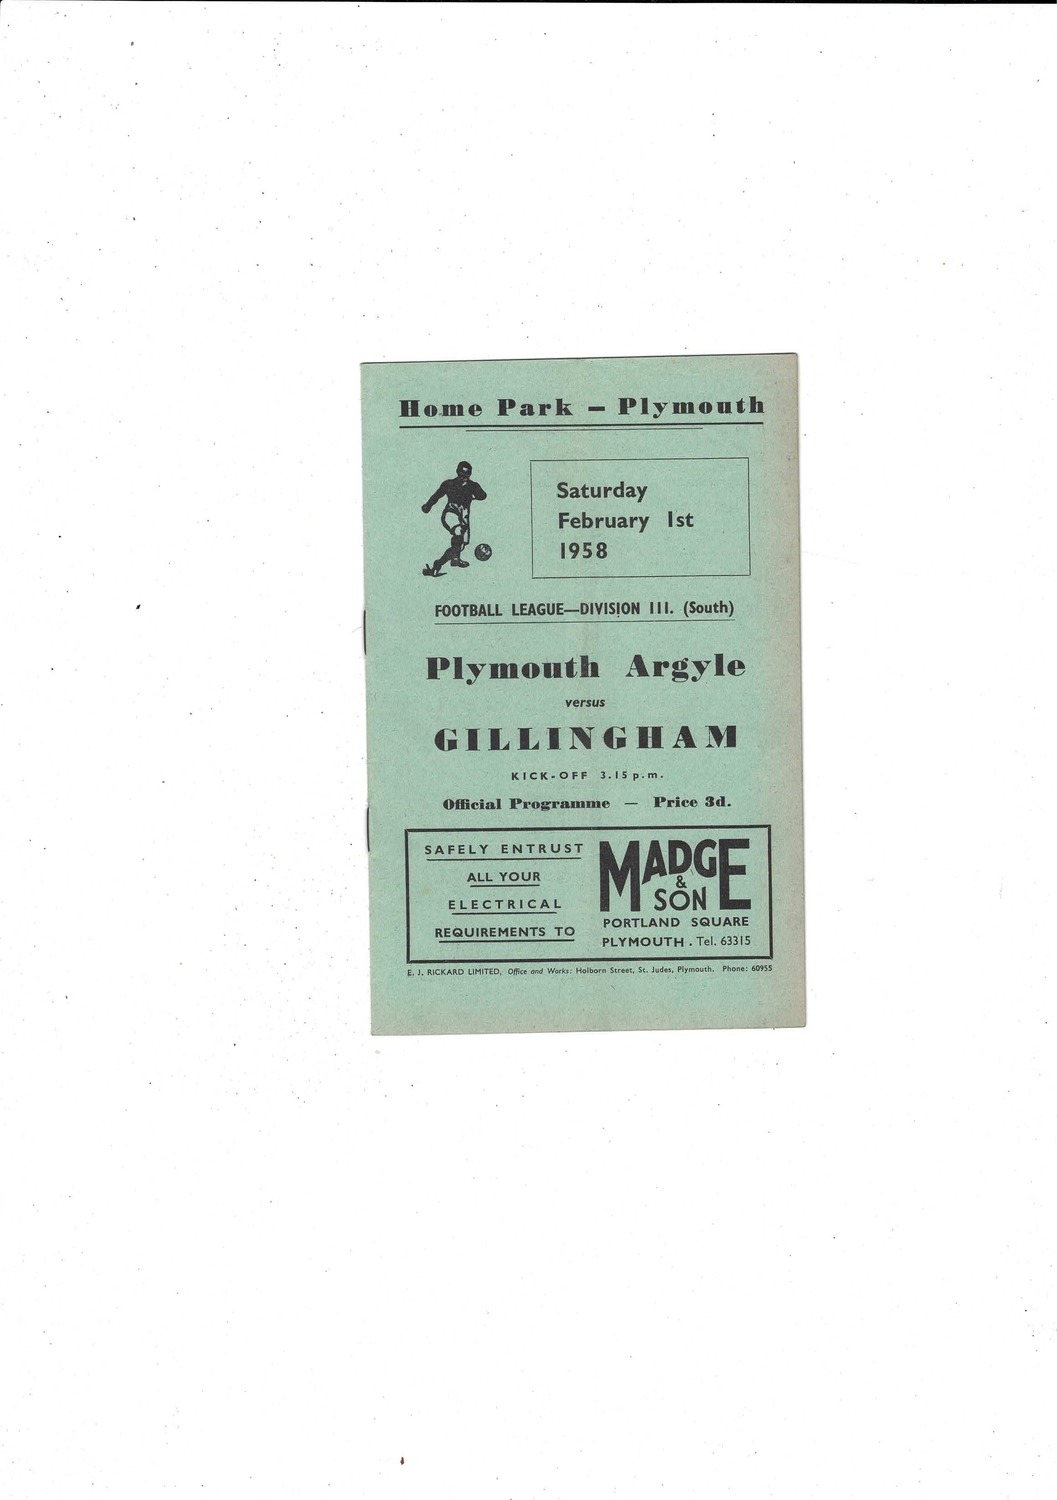 Home Park – Plymouth
Saturday
February 1st
1958
FOOTBALL LEAGUE—DIVISION III. (South)
Plymouth Argyle
versus
GILLINGHAM
KICK-OFF 3.15 p.m.
Official Programme — Price 3d.
SAFELY ENTRUST
ALL YOUR
ELECTRICAL
REQUIREMENTS TO
MADGE
& SON
PORTLAND SQUARE
PLYMOUTH . Tel. 63315
E. J. RICKARD LIMITED, Office and Works: Holborn Street, St. Judes, Plymouth. Phone: 60955